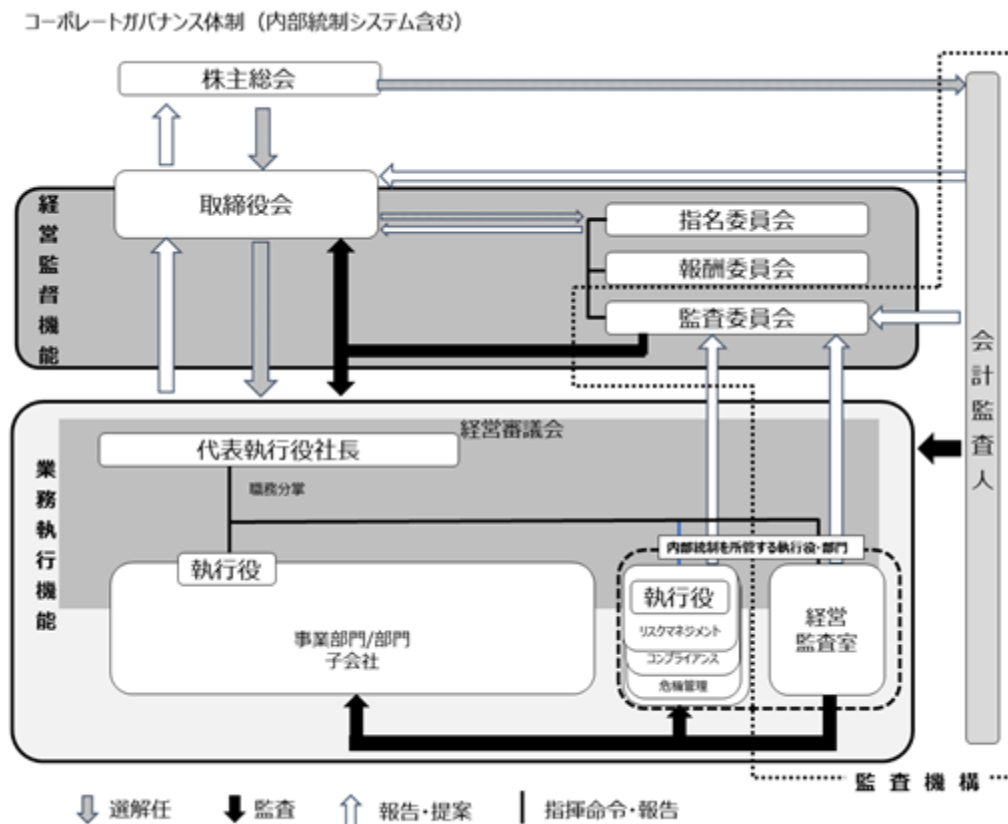 コーポレートガバナンス体制（内部統制システム含む）
株主総会
取締役会
経営監督機能
指名委員会
報酬委員会
監査委員会
会計監査人
業務執行機能
経営審議会
代表執行役社長
職務分掌
内部統制を所管する執行役・部門
執行役
事業部門/部門
子会社
執行役
リスクマネジメント
コンプライアンス
危機管理
経営
監査室
監査機構
選解任
監査
報告・提案
指揮命令・報告